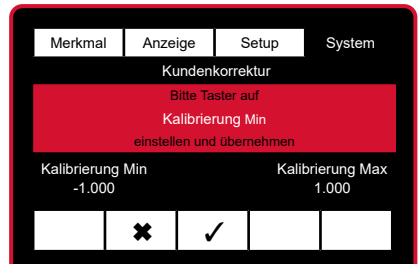 Merkmal Anzeige Setup System
Kundenkorrektur
Bitte Taster auf
Kalibrierung Min
einstellen und übernehmen
Kalibrierung Min Kalibrierung Max
-1.000 1.000
✖ ✓